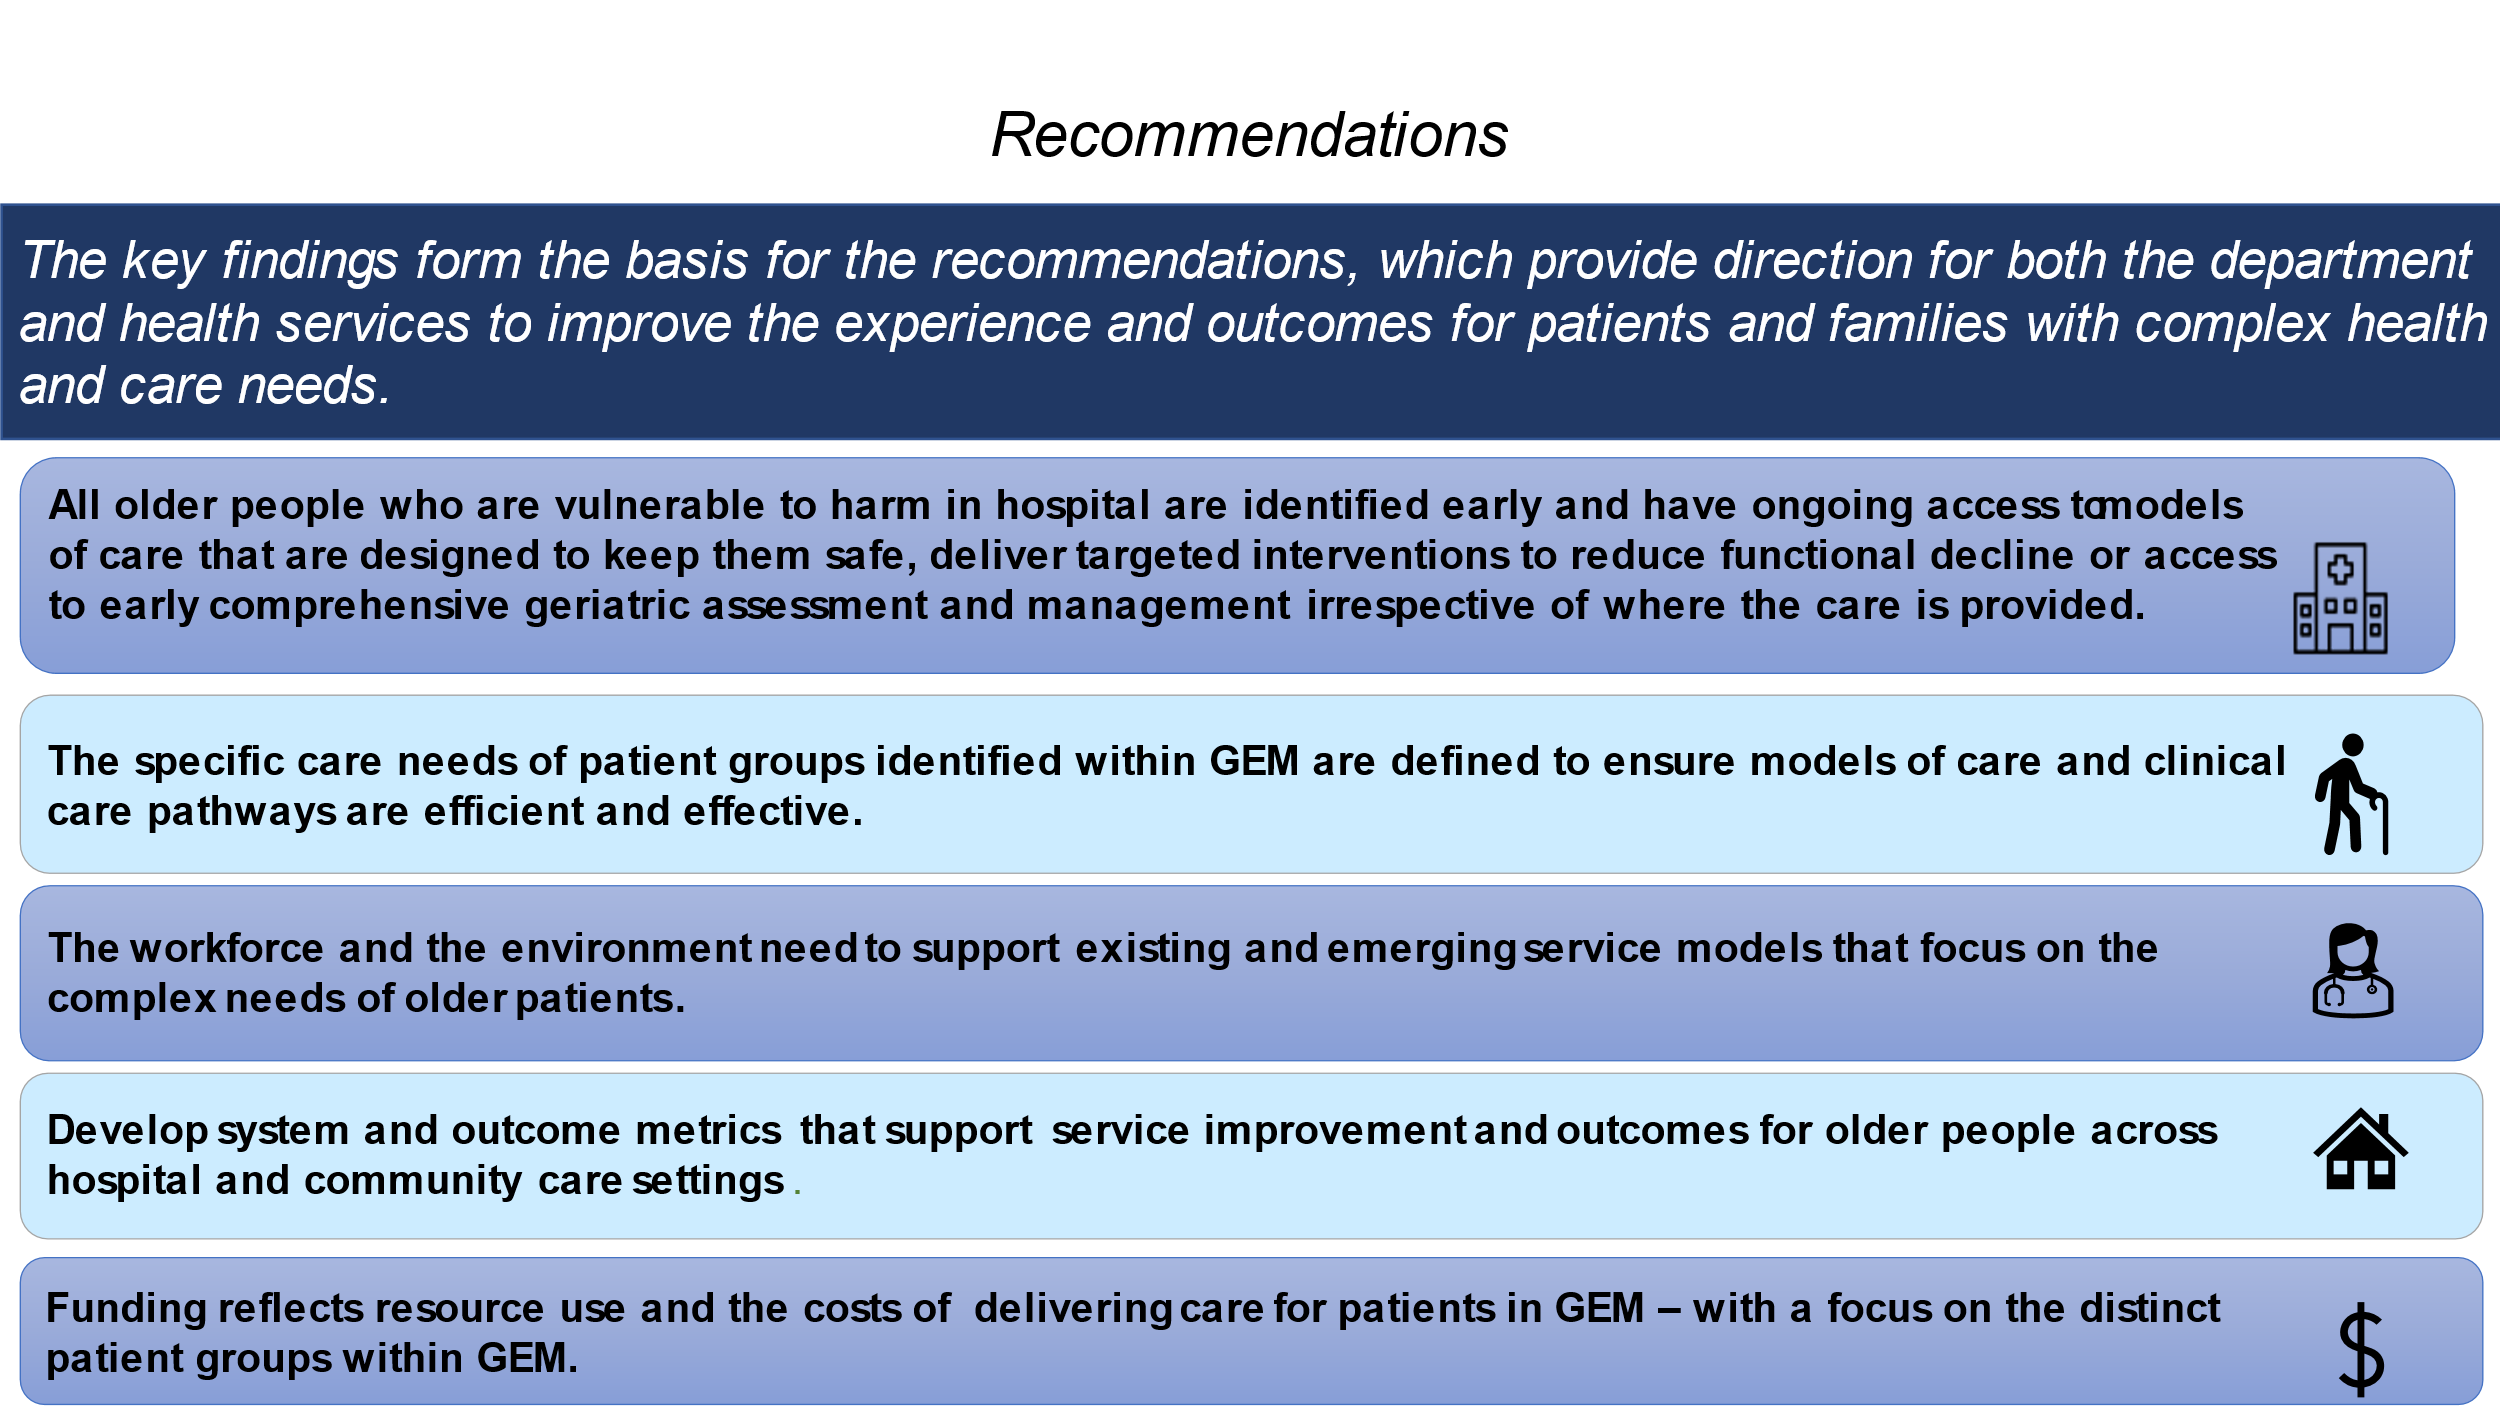 Recommendations
The key findings form the basis for the recommendations, which provide direction for both the department
and health services to improve the experience and outcomes for patients and families with complex health
and care needs.
All older people who are vulnerable to harm in hospital are identified early and have ongoing access to models
of care that are designed to keep them safe, deliver targeted interventions to reduce functional decline or access
to early comprehensive geriatric assessment and management irrespective of where the care is provided.
The specific care needs of patient groups identified within GEM are defined to ensure models of care and clinical
care pathways are efficient and effective.
The workforce and the environment need to support existing and emerging service models that focus on the
complex needs of older patients.
Develop system and outcome metrics that support service improvement and outcomes for older people across
hospital and community care settings .
Funding reflects resource use and the costs of delivering care for patients in GEM – with a focus on the distinct
patient groups within GEM.